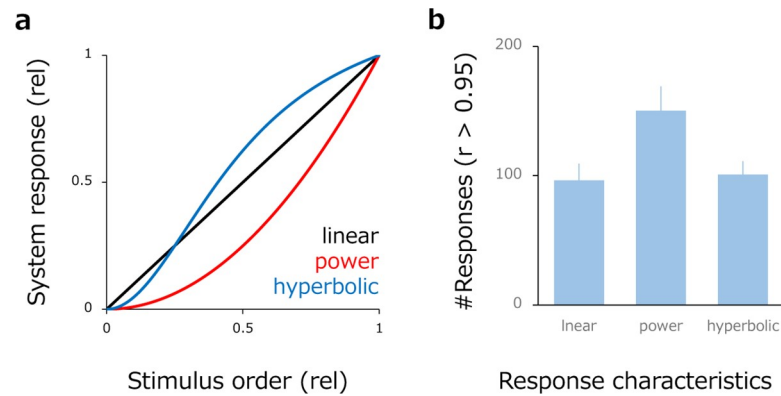 a
System response (rel)
1
0.5
0
linear
power
hyperbolic
0
0.5
1
Stimulus order (rel)
b
#Responses (r > 0.95)
200
100
0
lnear
power
hyperbolic
Response characteristics